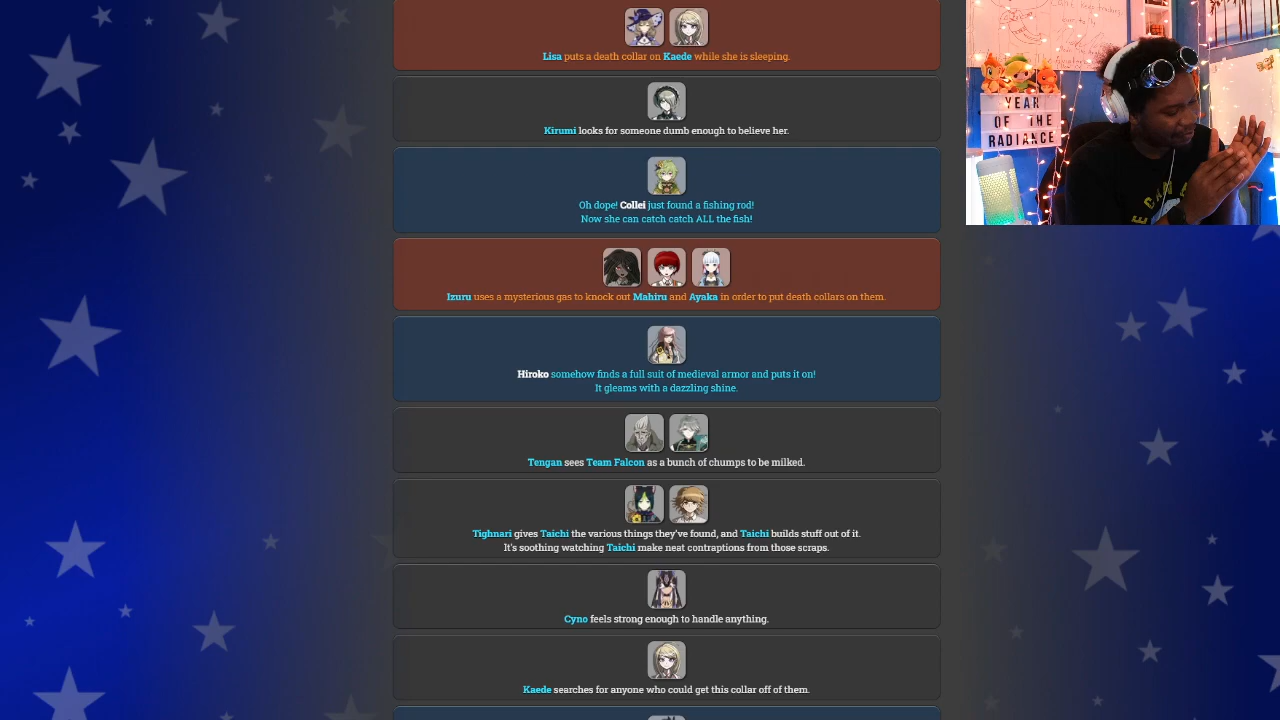 Lisa puts a death collar on Kaede while she is sleeping.
Kirumi looks for someone dumb enough to believe her.
Oh dope! Collei just found a fishing rod!
Now she can catch catch ALL the fish!
Izuru uses a mysterious gas to knock out Mahiru and Ayaka in order to put death collars on them.
Hiroko somehow finds a full suit of medieval armor and puts it on!
It gleams with a dazzling shine.
Tengan sees Team Falcon as a bunch of chumps to be milked.
Tighnari gives Taichi the various things they've found, and Taichi builds stuff out of it.
It's soothing watching Taichi make neat contraptions from those scraps.
Cyno feels strong enough to handle anything.
Kaede searches for anyone who could get this collar off of them.
YEAR
OF THE
RADIANCE